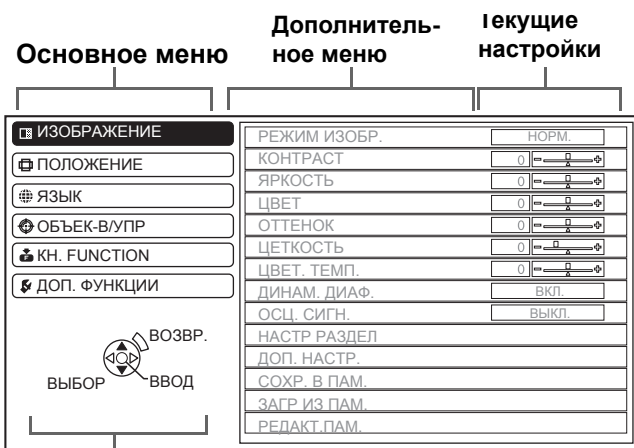 Основное меню
Дополнитель-
ное меню
Текущие
настройки
ИЗОБРАЖЕНИЕ
ПОЛОЖЕНИЕ
ЯЗЫК
ОБЪЕК-В/УПР
КН. FUNCTION
ДОП. ФУНКЦИИ
ВОЗВР.
ВЫБОР
ВВОД
РЕЖИМ ИЗОБР. НОРМ.
КОНТРАСТ 0
ЯРКОСТЬ 0
ЦВЕТ 0
ОТТЕНОК 0
ЦЕТКОСТЬ 0
ЦВЕТ. ТЕМП. 0
ДИНАМ. ДИАФ. ВКЛ.
ОСЦ. СИГН. ВЫКЛ.
НАСТР РАЗДЕЛ
ДОП. НАСТР.
СОХР. В ПАМ.
ЗАГР ИЗ ПАМ.
РЕДАКТ.ПАМ.